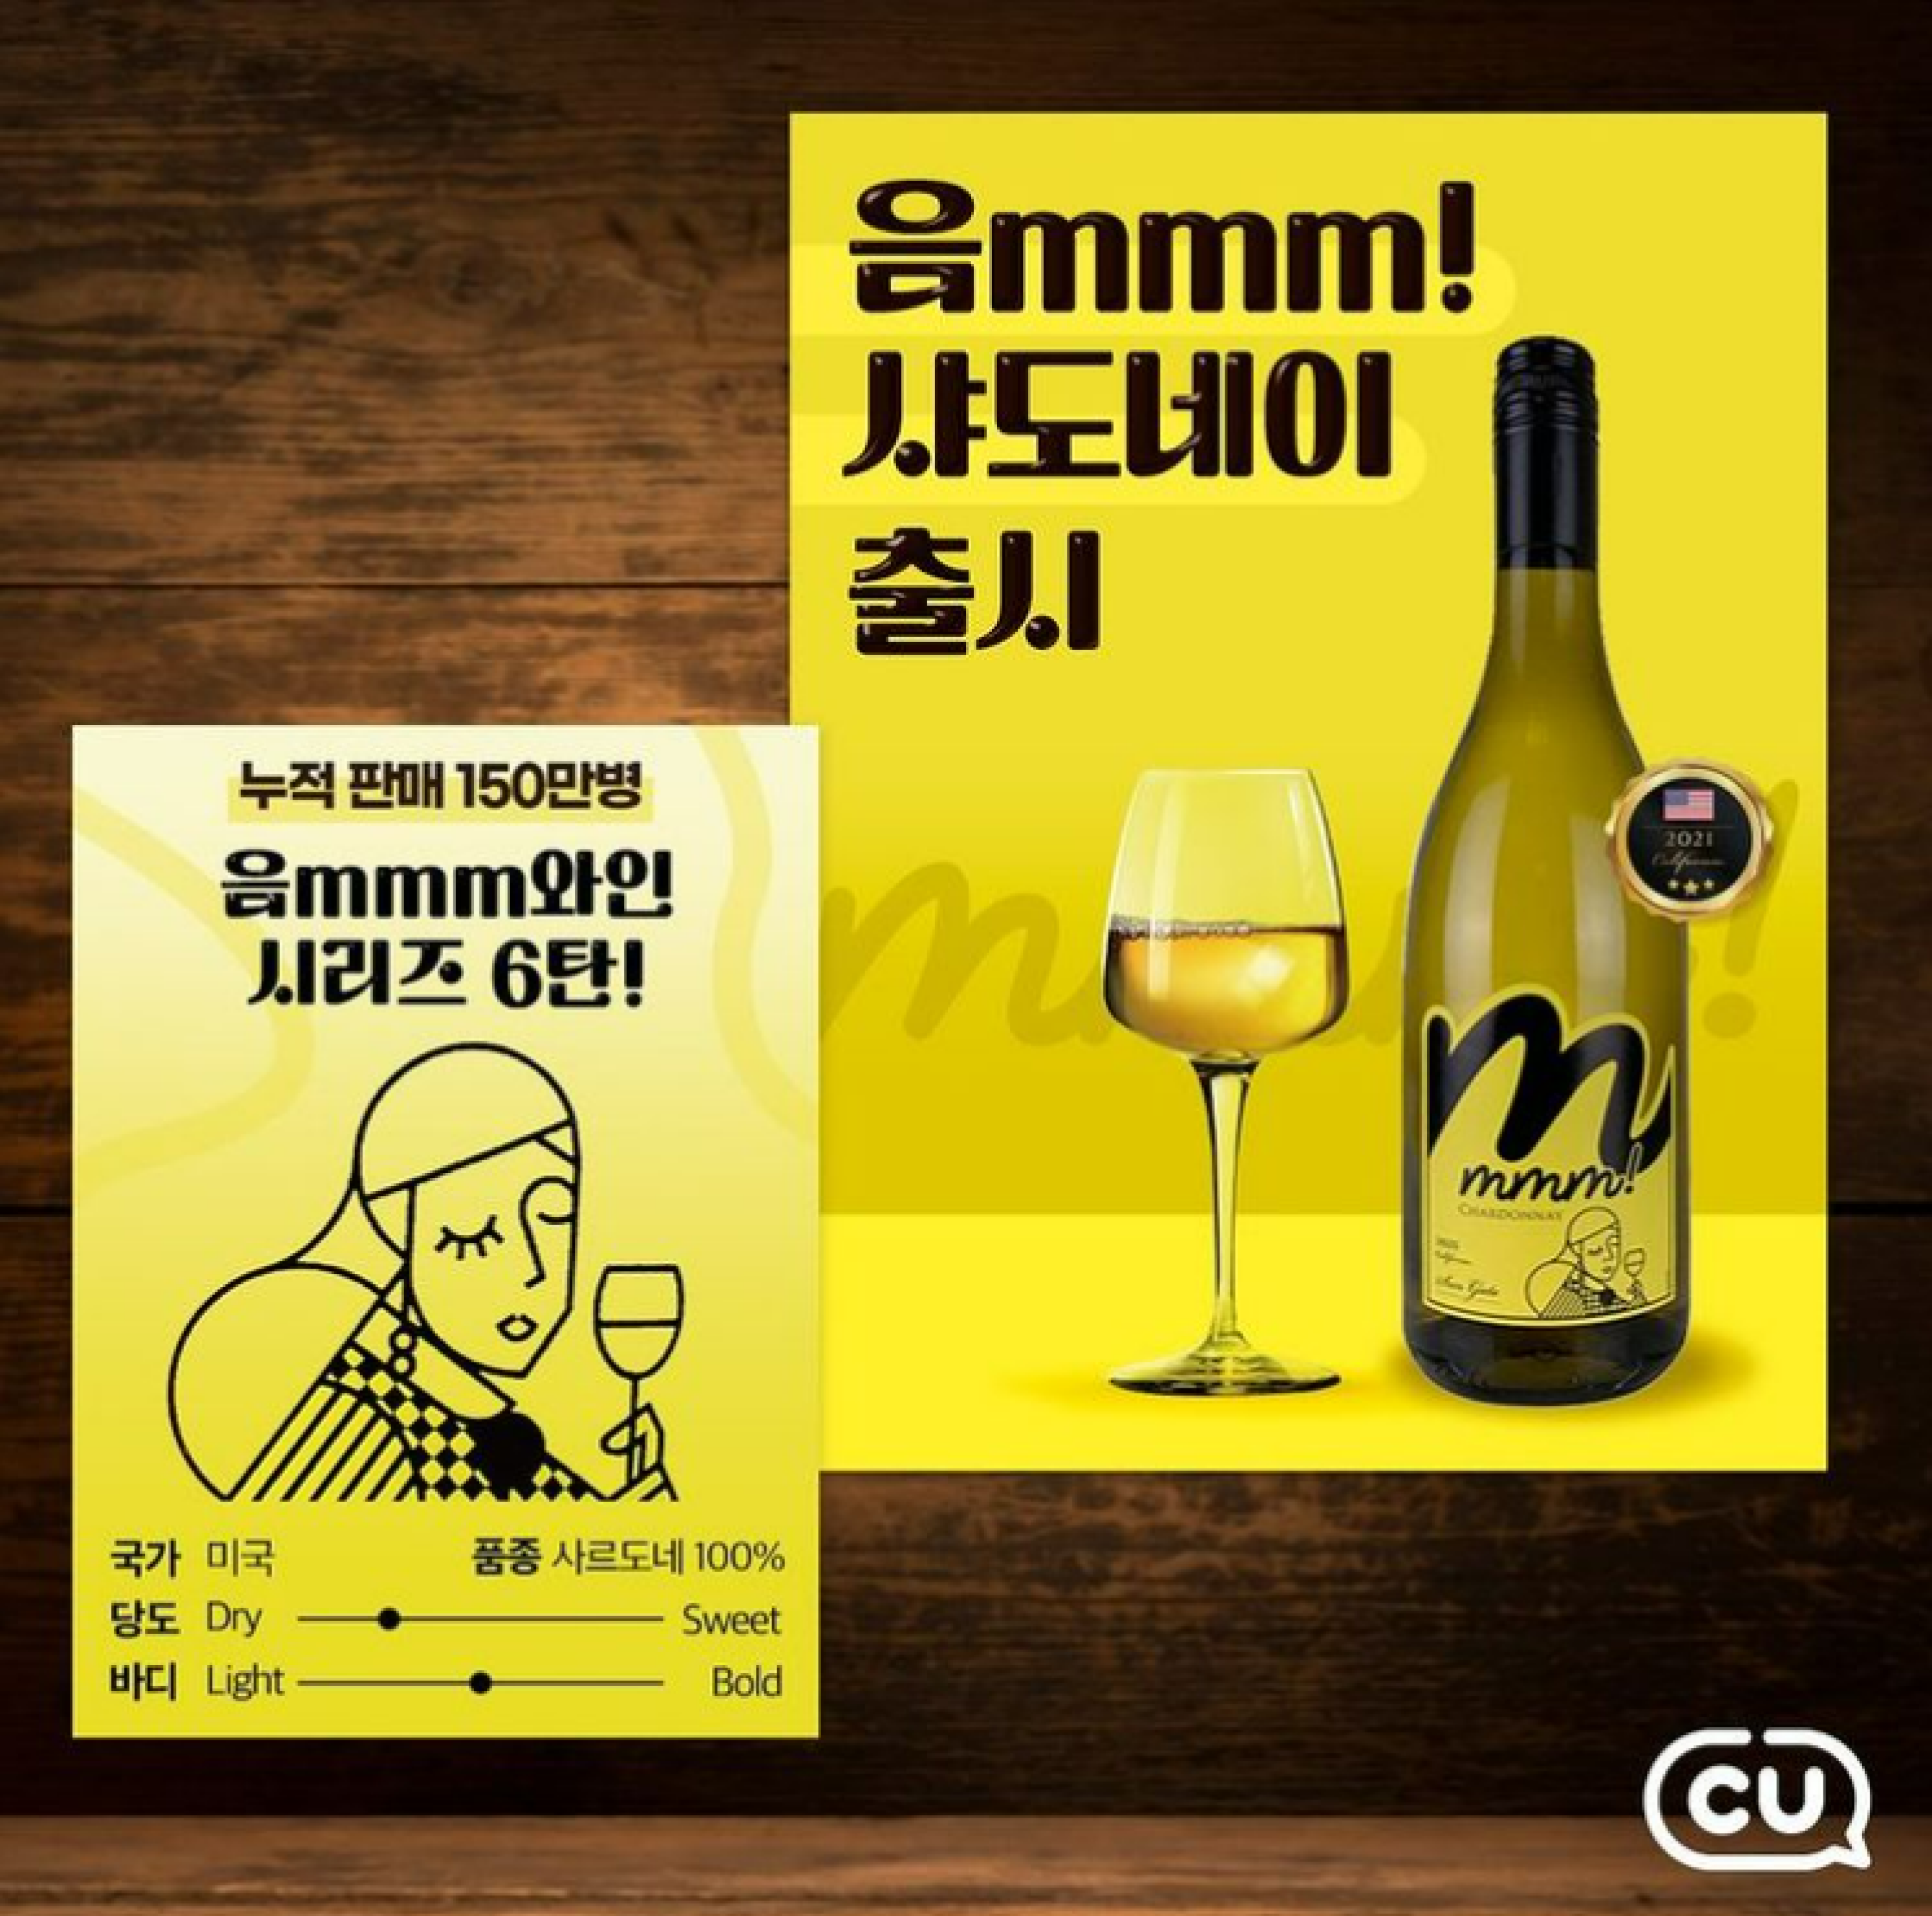 음mmm!
샤도네이
출시
누적 판매 150만병
음mmm와인
시리즈 6탄!
2021
California
m
mmm!
CHARDONNAY
국가 미국 품종 샤르도네 100%
당도 Dry Sweet
바디 Light Bold
CU